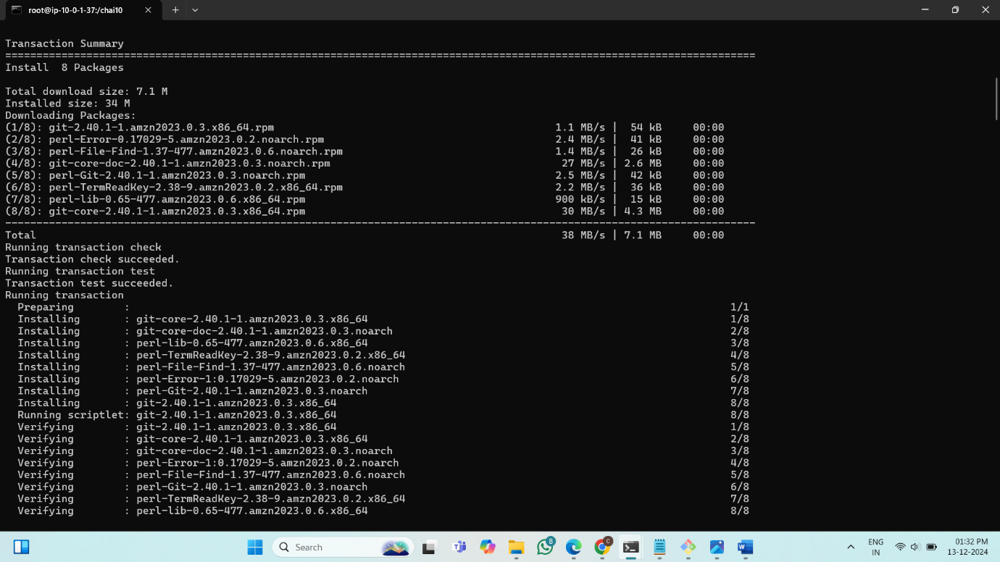 root@ip-10-0-1-37:/chai10
Transaction Summary
================================================================================
Install  8 Packages
Total download size: 7.1 M
Installed size: 34 M
Downloading Packages:
(1/8): git-2.40.1-1.amzn2023.0.3.x86_64.rpm 1.1 MB/s | 54 kB 00:00
(2/8): perl-Error-0.17029-5.amzn2023.0.2.noarch.rpm 2.4 MB/s | 41 kB 00:00
(3/8): perl-File-Find-1.37-477.amzn2023.0.6.noarch.rpm 1.4 MB/s | 26 kB 00:00
(4/8): git-core-doc-2.40.1-1.amzn2023.0.3.noarch.rpm 27 MB/s | 2.6 MB 00:00
(5/8): perl-Git-2.40.1-1.amzn2023.0.3.noarch.rpm 2.5 MB/s | 42 kB 00:00
(6/8): perl-TermReadKey-2.38-9.amzn2023.0.2.x86_64.rpm 2.2 MB/s | 36 kB 00:00
(7/8): perl-lib-0.65-477.amzn2023.0.6.x86_64.rpm 900 kB/s | 15 kB 00:00
(8/8): git-core-2.40.1-1.amzn2023.0.3.x86_64.rpm 30 MB/s | 4.3 MB 00:00
--------------------------------------------------------------------------------
Total 38 MB/s | 7.1 MB 00:00
Running transaction check
Transaction check succeeded.
Running transaction test
Transaction test succeeded.
Running transaction
Preparing : 1/1
Installing : git-core-2.40.1-1.amzn2023.0.3.x86_64 1/8
Installing : git-core-doc-2.40.1-1.amzn2023.0.3.noarch 2/8
Installing : perl-lib-0.65-477.amzn2023.0.6.x86_64 3/8
Installing : perl-TermReadKey-2.38-9.amzn2023.0.2.x86_64 4/8
Installing : perl-File-Find-1.37-477.amzn2023.0.6.noarch 5/8
Installing : perl-Error-1:0.17029-5.amzn2023.0.2.noarch 6/8
Installing : perl-Git-2.40.1-1.amzn2023.0.3.noarch 7/8
Installing : git-2.40.1-1.amzn2023.0.3.x86_64 8/8
Running scriptlet: git-2.40.1-1.amzn2023.0.3.x86_64 8/8
Verifying : git-2.40.1-1.amzn2023.0.3.x86_64 1/8
Verifying : git-core-2.40.1-1.amzn2023.0.3.x86_64 2/8
Verifying : git-core-doc-2.40.1-1.amzn2023.0.3.noarch 3/8
Verifying : perl-Error-1:0.17029-5.amzn2023.0.2.noarch 4/8
Verifying : perl-File-Find-1.37-477.amzn2023.0.6.noarch 5/8
Verifying : perl-Git-2.40.1-1.amzn2023.0.3.noarch 6/8
Verifying : perl-TermReadKey-2.38-9.amzn2023.0.2.x86_64 7/8
Verifying : perl-lib-0.65-477.amzn2023.0.6.x86_64 8/8
Search
8
C
ENG
IN
01:32 PM
13-12-2024